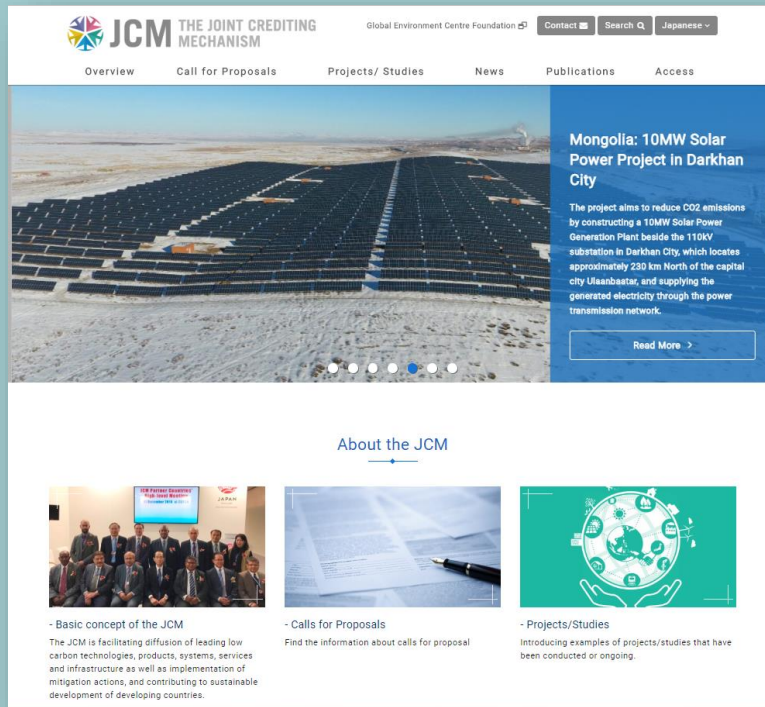 JCM THE JOINT CREDITING
MECHANISM
Global Environment Centre Foundation
Contact
Search
Japanese
Overview
Call for Proposals
Projects/ Studies
News
Publications
Access
Mongolia: 10MW Solar
Power Project in Darkhan
City
The project aims to reduce CO2 emissions
by constructing a 10MW Solar Power
Generation Plant beside the 110kV
substation in Darkhan City, which locates
approximately 230 km North of the capital
city Ulaanbaatar, and supplying the
generated electricity through the power
transmission network.
Read More >
About the JCM
JCM Partner Countries
High Level Meeting
JAPAN
- Basic concept of the JCM
The JCM is facilitating diffusion of leading low
carbon technologies, products, systems, services
and infrastructure as well as implementation of
mitigation actions, and contributing to sustainable
development of developing countries.
- Calls for Proposals
Find the information about calls for proposal
- Projects/Studies
Introducing examples of projects/studies that have
been conducted or ongoing.